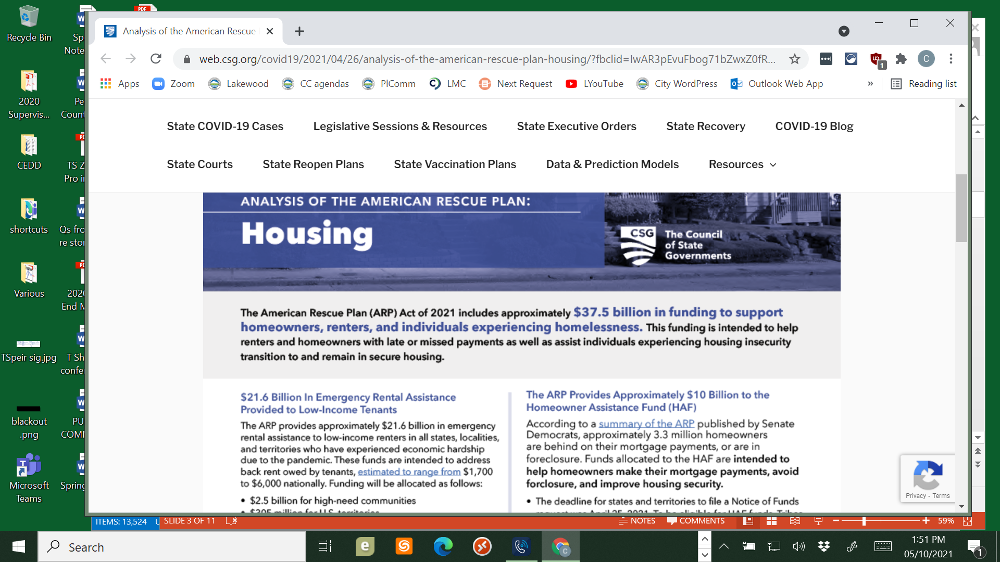 Recycle Bin
Sp
Note
PDF
2020
Supervis...
Pe
Count
CEDD
TS Z
Pro in
shortcuts
Qs fro
re stor
Various
2020
End M
TSpeir sig.jpg
T Sh
confer
blackout
.png
PU
COMM
Microsoft
Teams
Spring
Analysis of the American Rescue
web.csg.org/covid19/2021/04/26/analysis-of-the-american-rescue-plan-housing/?fbclid=IwAR3pEvuFbog71bZwxZ0fR...
1
C
Apps
Zoom
Lakewood
CC agendas
PlComm
LMC
Next Request
LYouTube
City WordPress
Outlook Web App
»
Reading list
State COVID-19 Cases
Legislative Sessions & Resources
State Executive Orders
State Recovery
COVID-19 Blog
State Courts
State Reopen Plans
State Vaccination Plans
Data & Prediction Models
Resources
ANALYSIS OF THE AMERICAN RESCUE PLAN:
Housing
CSG
The Council
of State
Governments
The American Rescue Plan (ARP) Act of 2021 includes approximately $37.5 billion in funding to support
homeowners, renters, and individuals experiencing homelessness. This funding is intended to help
renters and homeowners with late or missed payments as well as assist individuals experiencing housing insecurity
transition to and remain in secure housing.
$21.6 Billion In Emergency Rental Assistance
Provided to Low-Income Tenants
The ARP provides approximately $21.6 billion in emergency
rental assistance to low-income renters in all states, localities,
and territories who have experienced economic hardship
due to the pandemic. These funds are intended to address
back rent owed by tenants, estimated to range from $1,700
to $6,000 nationally. Funding will be allocated as follows:
• $2.5 billion for high-need communities
• $305 million for U.S. territories
The ARP Provides Approximately $10 Billion to the
Homeowner Assistance Fund (HAF)
According to a summary of the ARP published by Senate
Democrats, approximately 3.3 million homeowners
are behind on their mortgage payments, or are in
foreclosure. Funds allocated to the HAF are intended to
help homeowners make their mortgage payments, avoid
forclosure, and improve housing security.
• The deadline for states and territories to file a Notice of Funds
Privacy - Terms
ITEMS: 13,524
SLIDE 3 OF 11
NOTES
COMMENTS
59%
Search
1:51 PM
05/10/2021
1